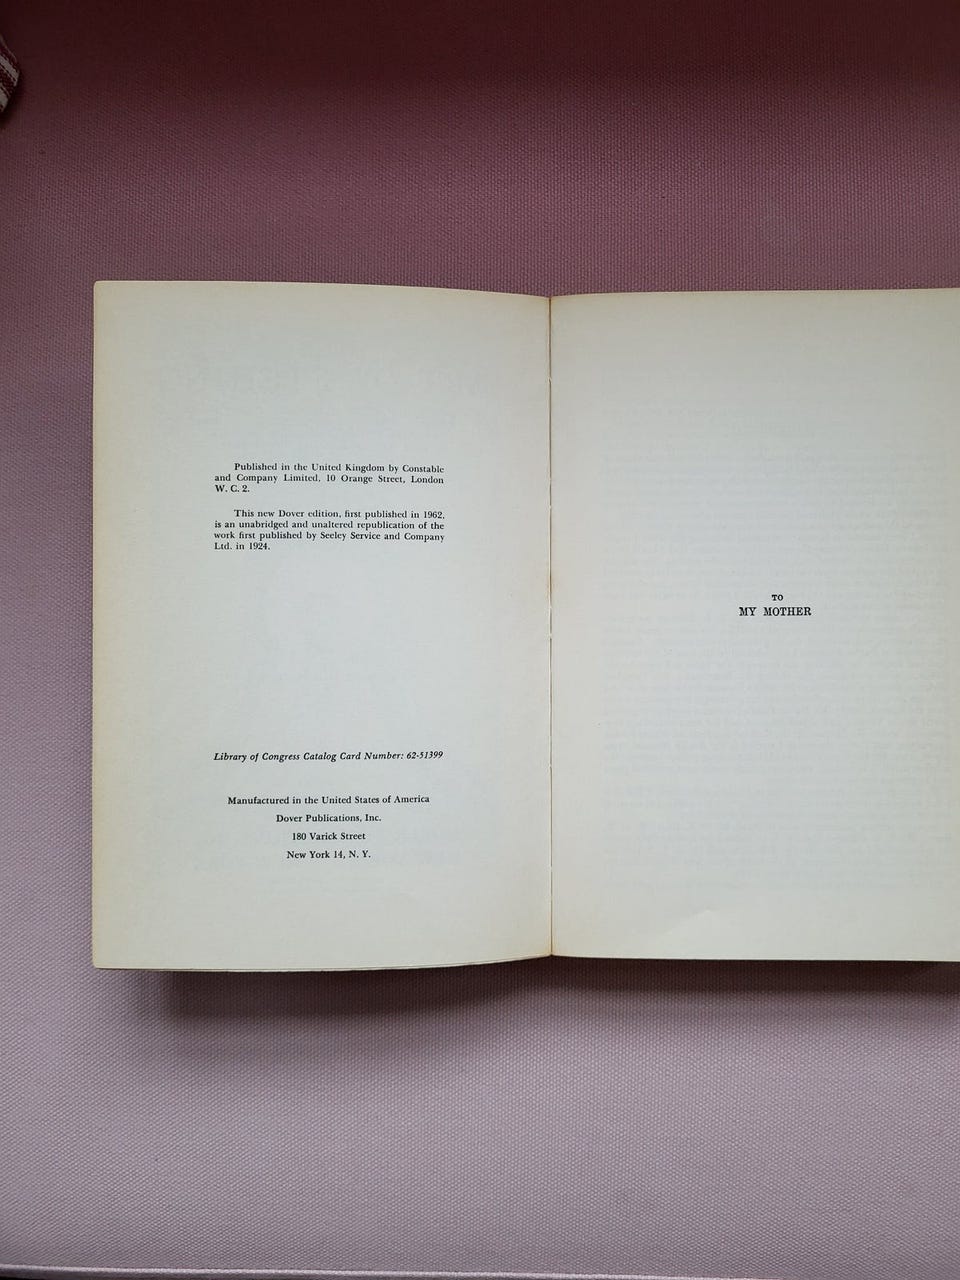 Published in the United Kingdom by Constable
and Company Limited, 10 Orange Street, London
W. C. 2.
This new Dover edition, first published in 1962,
is an unabridged and unaltered republication of the
work first published by Seeley Service and Company
Ltd. in 1924.
Library of Congress Catalog Card Number: 62-51399
Manufactured in the United States of America
Dover Publications, Inc.
180 Varick Street
New York 14, N. Y.
TO
MY MOTHER